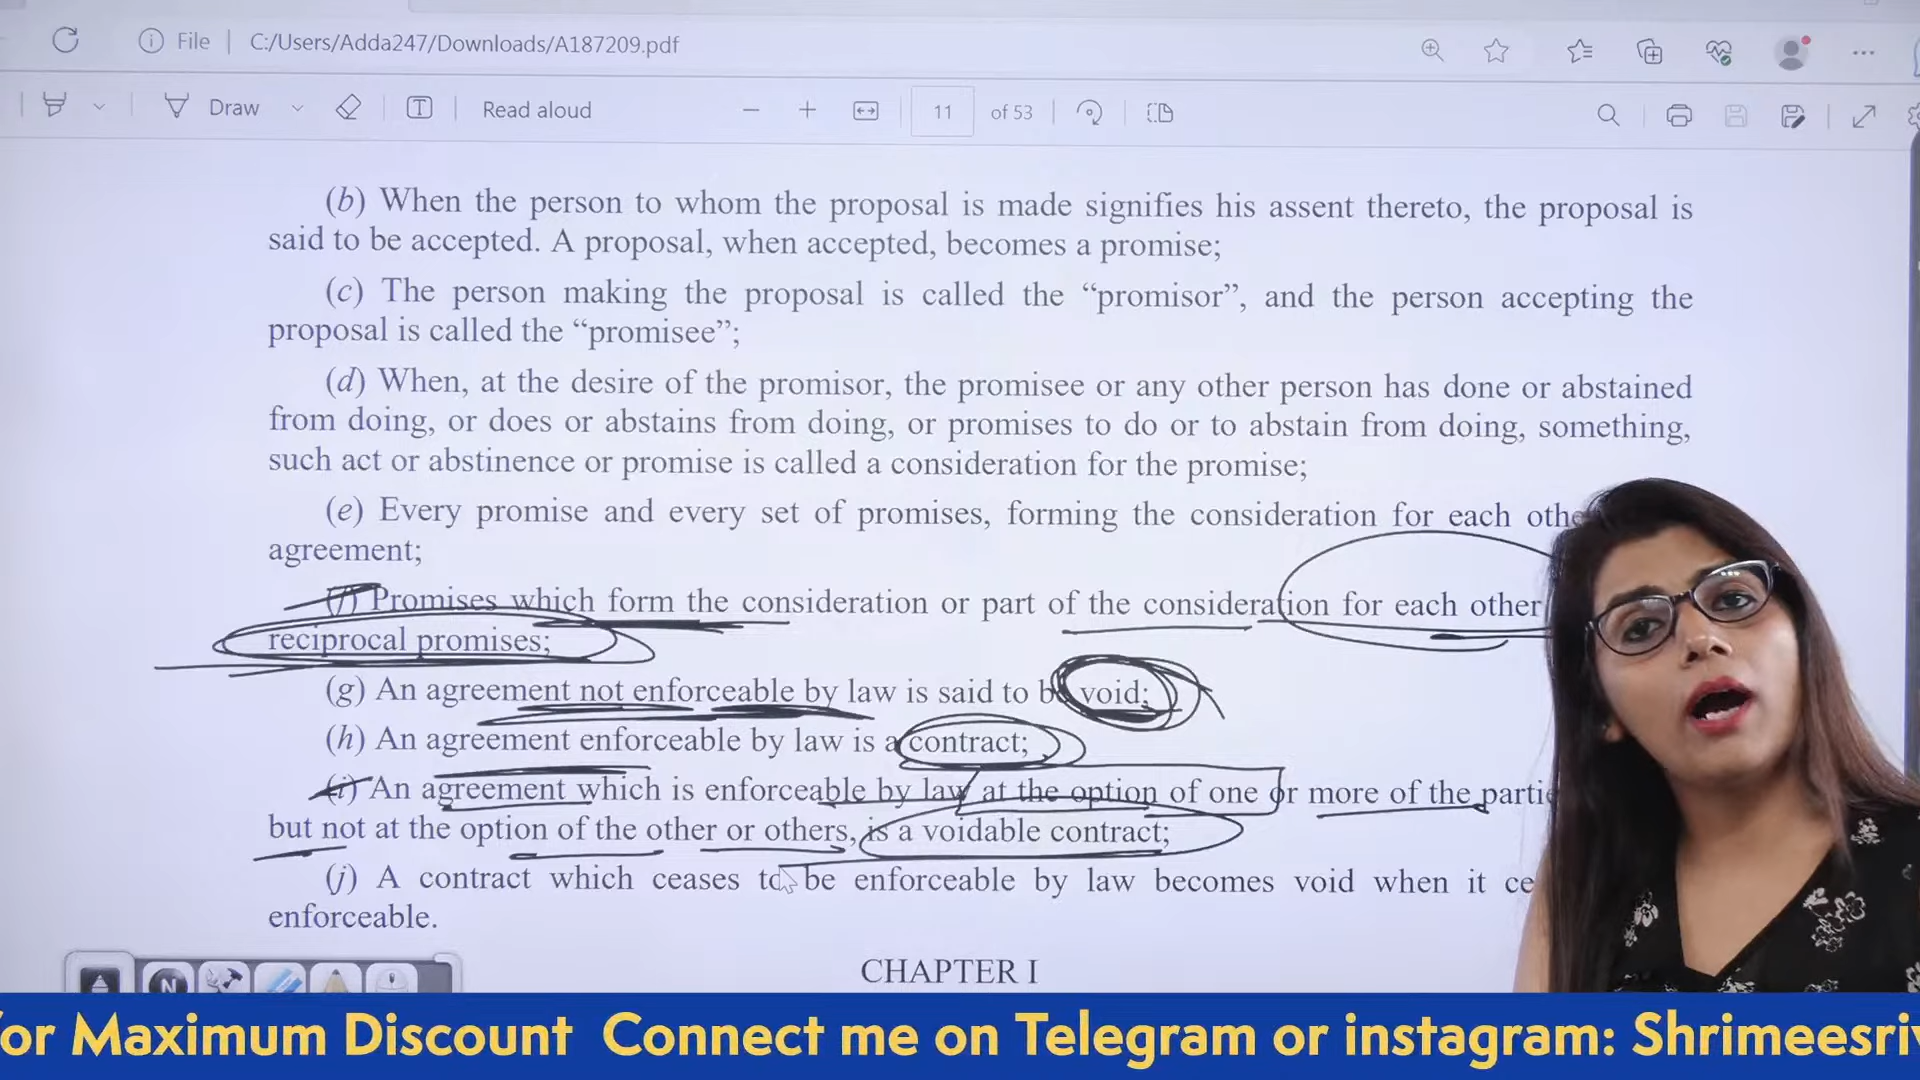 File | C:/Users/Adda247/Downloads/A187209.pdf
Draw Read aloud 11 of 53
(b) When the person to whom the proposal is made signifies his assent thereto, the proposal is
said to be accepted. A proposal, when accepted, becomes a promise;
(c) The person making the proposal is called the “promisor”, and the person accepting the
proposal is called the “promisee”;
(d) When, at the desire of the promisor, the promisee or any other person has done or abstained
from doing, or does or abstains from doing, or promises to do or to abstain from doing, something,
such act or abstinence or promise is called a consideration for the promise;
(e) Every promise and every set of promises, forming the consideration for each othe
agreement;
(f) Promises which form the consideration or part of the consideration for each other
reciprocal promises;
(g) An agreement not enforceable by law is said to b void;
(h) An agreement enforceable by law is a contract;
(i) An agreement which is enforceable by law at the option of one or more of the partie
but not at the option of the other or others, is a voidable contract;
(j) A contract which ceases to be enforceable by law becomes void when it ce
enforceable.
CHAPTER I
N
or Maximum Discount Connect me on Telegram or instagram: Shrimeesriv